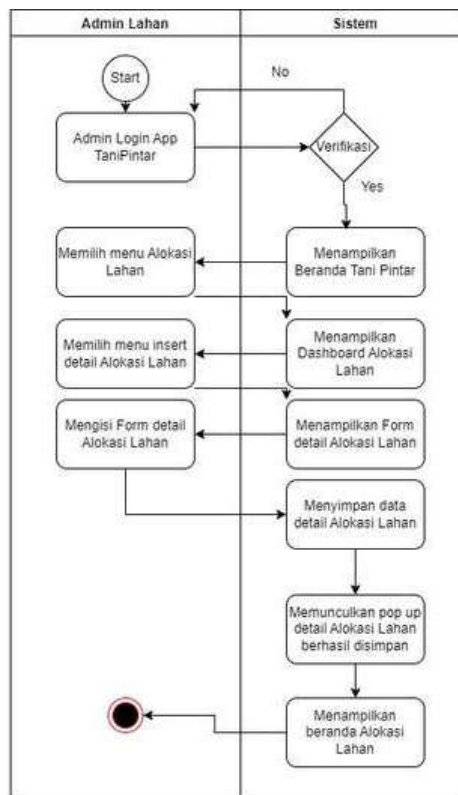 Admin Lahan
Sistem
Start
No
Admin Login App
TaniPintar
Verifikasi
Yes
Memilih menu Alokasi
Lahan
Menampilkan
Beranda Tani Pintar
Memilih menu insert
detail Alokasi Lahan
Menampilkan
Dashboard Alokasi
Lahan
Mengisi Form detail
Alokasi Lahan
Menampilkan Form
detail Alokasi Lahan
Menyimpan data
detail Alokasi Lahan
Memunculkan pop up
detail Alokasi Lahan
berhasil disimpan
Menampilkan
beranda Alokasi
Lahan